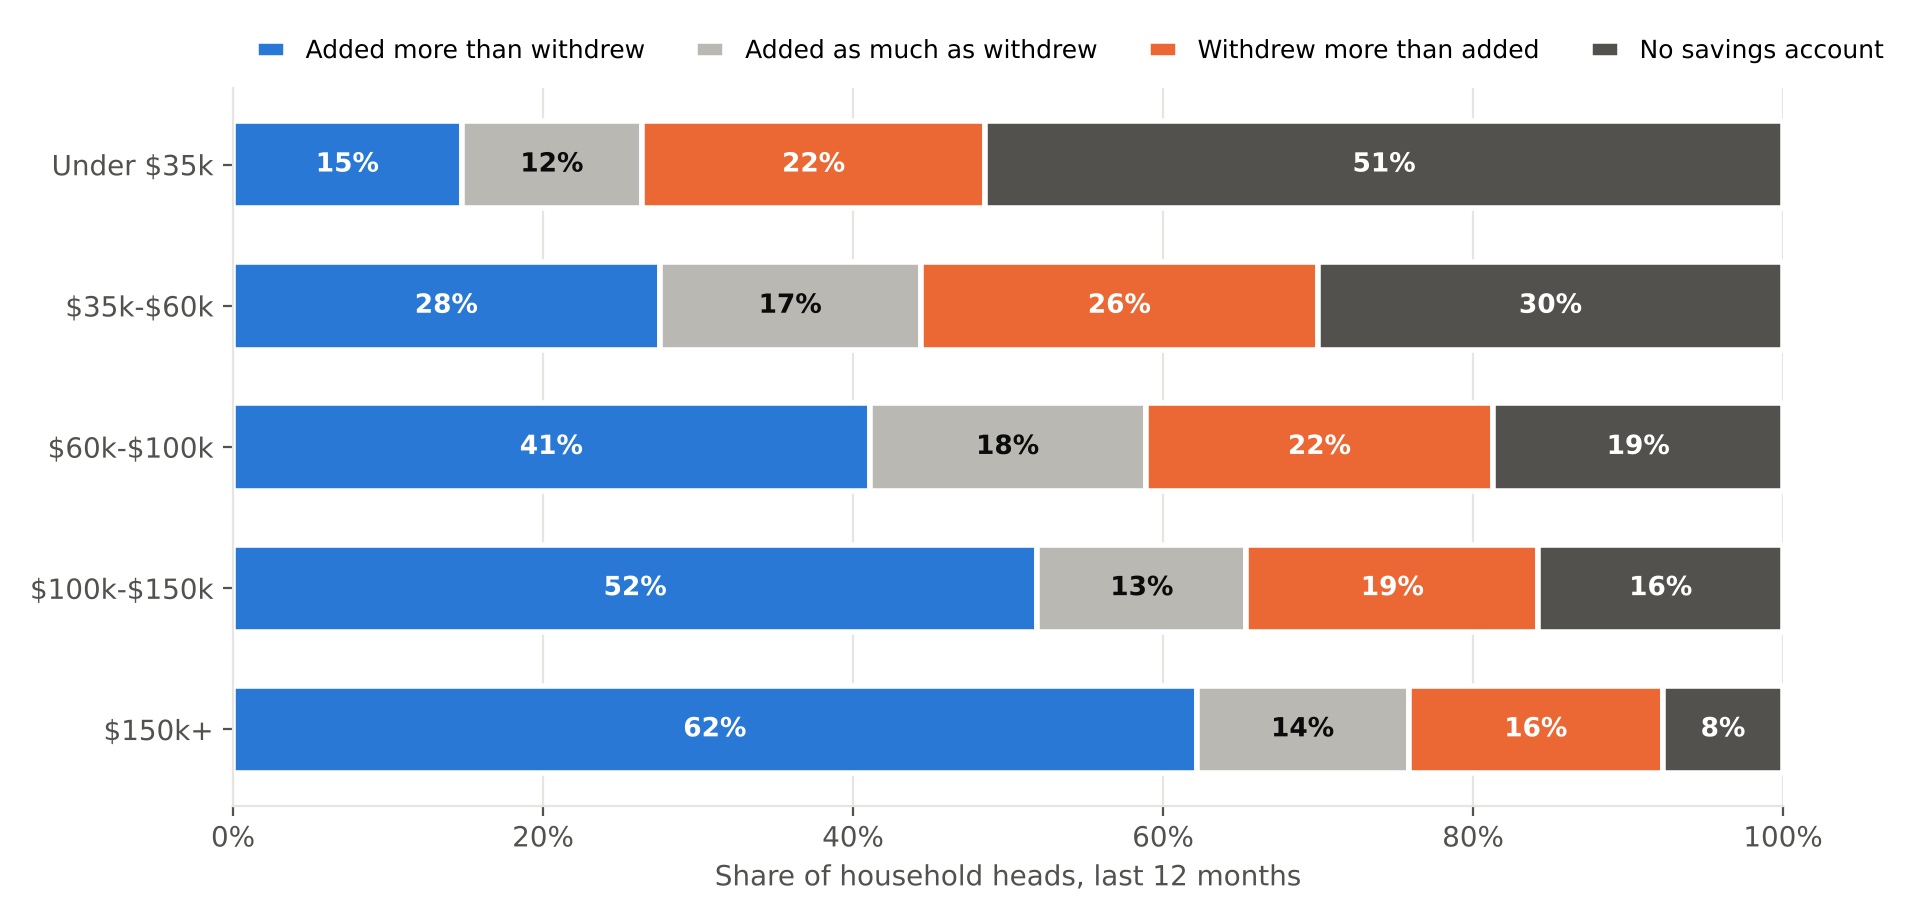 Added more than withdrew Added as much as withdrew Withdrew more than added No savings account
Under $35k 15% 12% 22% 51%
$35k-$60k 28% 17% 26% 30%
$60k-$100k 41% 18% 22% 19%
$100k-$150k 52% 13% 19% 16%
$150k+ 62% 14% 16% 8%
0% 20% 40% 60% 80% 100%
Share of household heads, last 12 months